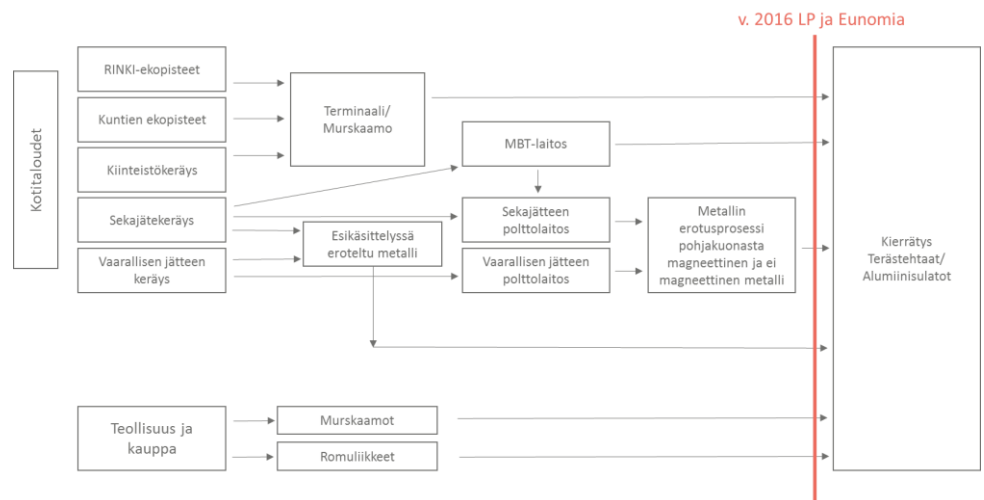 v. 2016 LP ja Eunomia
Kotitaloudet
RINKI-ekopisteet
Kuntien ekopisteet
Kiinteistökeräys
Sekajätekeräys
Vaarallisen jätteen
keräys
Terminaali/
Murskaamo
Esikäsittelyssä
eroteltu metalli
MBT-laitos
Sekajätteen
polttolaitos
Vaarallisen jätteen
polttolaitos
Metallin
erotusprosessi
pohjakuonasta
magneettinen ja ei
magneettinen metalli
Kierrätys
Terästehtaat/
Alumiinisulatot
Teollisuus ja
kauppa
Murskaamot
Romuliikkeet